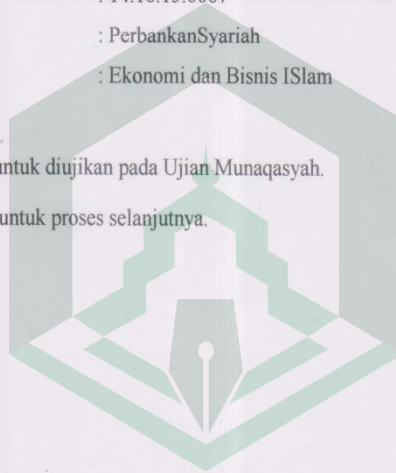 : PerbankanSyariah
: Ekonomi dan Bisnis ISlam
untuk diujikan pada Ujian Munaqasyah.
untuk proses selanjutnya.